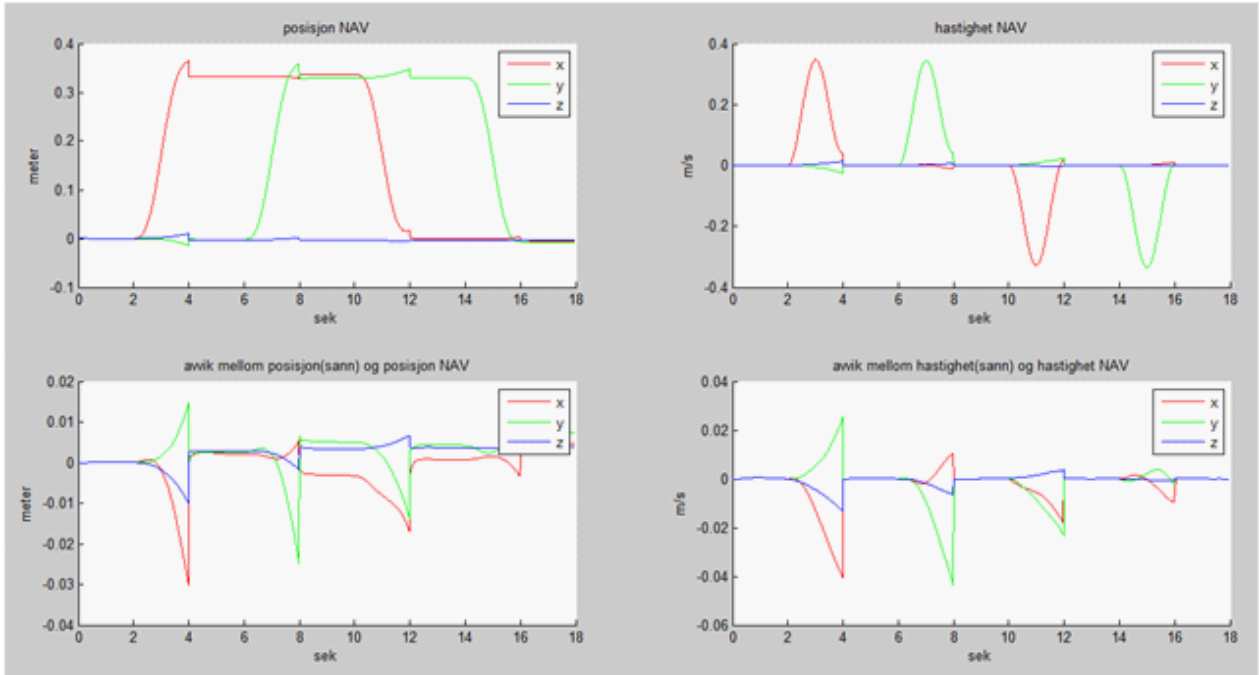 posisjon NAV
0.4
0.3
0.2
0.1
0
-0.1
meter
x
y
z
0 2 4 6 8 10 12 14 16 18
sek
hastighet NAV
0.4
0.2
0
-0.2
-0.4
m/s
x
y
z
0 2 4 6 8 10 12 14 16 18
sek
avvik mellom posisjon(sann) og posisjon NAV
0.02
0.01
0
-0.01
-0.02
-0.03
-0.04
meter
x
y
z
0 2 4 6 8 10 12 14 16 18
sek
avvik mellom hastighet(sann) og hastighet NAV
0.04
0.02
0
-0.02
-0.04
-0.06
m/s
x
y
z
0 2 4 6 8 10 12 14 16 18
sek